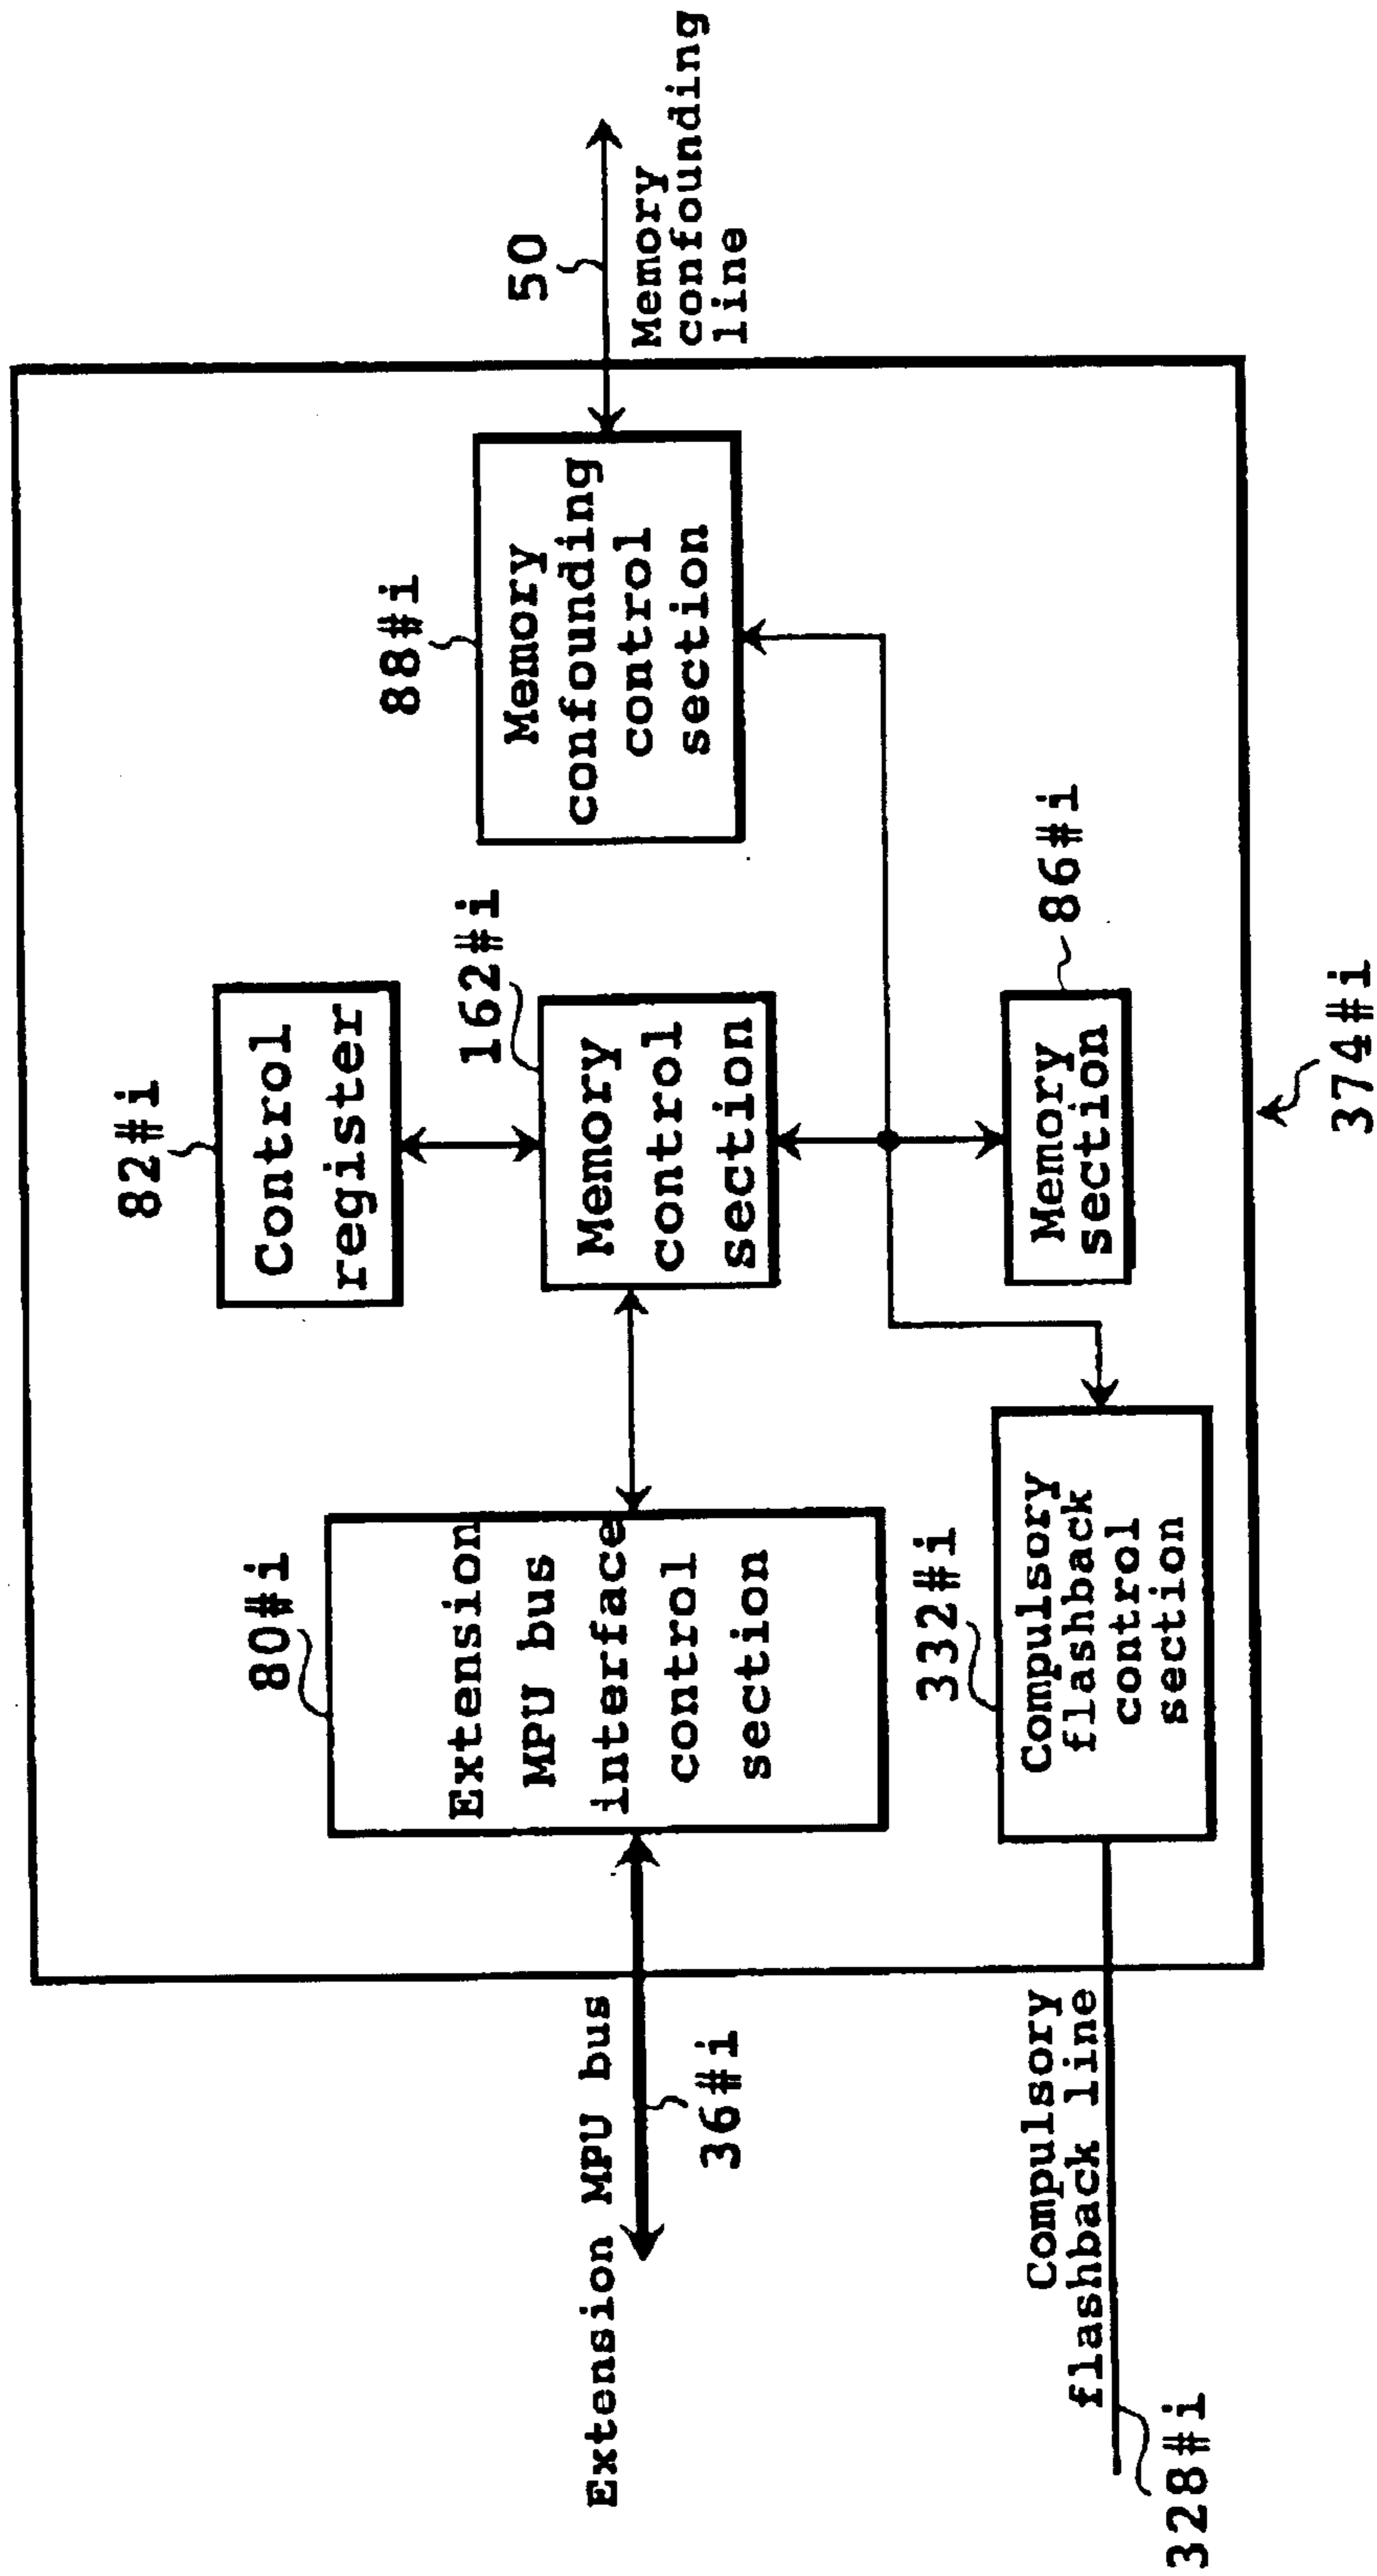 82#i
Control
register
162#i
Memory
control
section
88#i
Memory
confounding
control
section
50
Memory
confounding
line
80#i
Extension
MPU bus
interface
control
section
Extension MPU bus
36#i
332#i
Compulsory
flashback
control
section
Compulsory
flashback line
328#i
Memory
section
86#i
374#i